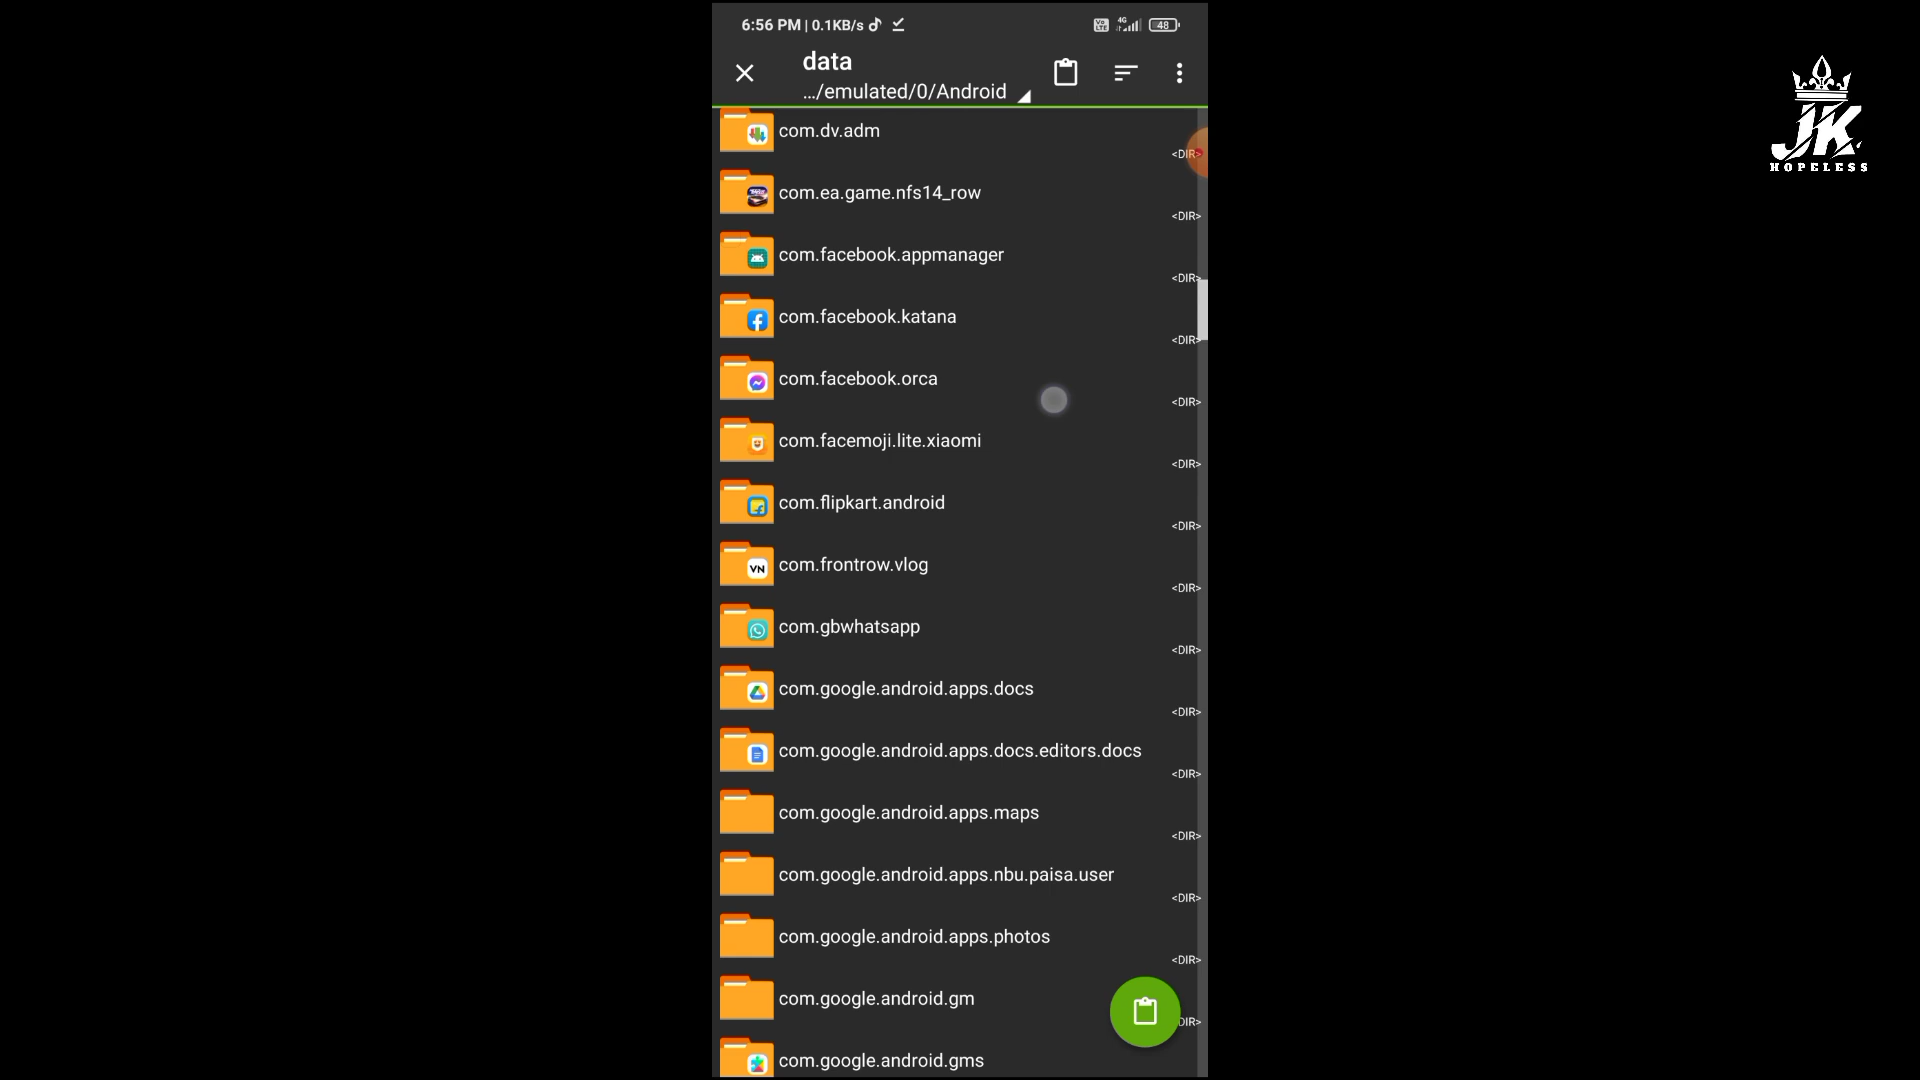 6:56 PM | 0.1KB/s
Vo LTE 4G 48
data
.../emulated/0/Android
com.dv.adm
<DIR>
com.ea.game.nfs14_row
<DIR>
com.facebook.appmanager
<DIR>
com.facebook.katana
<DIR>
com.facebook.orca
<DIR>
com.facemoji.lite.xiaomi
<DIR>
com.flipkart.android
<DIR>
com.frontrow.vlog
<DIR>
VN
com.gbwhatsapp
<DIR>
com.google.android.apps.docs
<DIR>
com.google.android.apps.docs.editors.docs
<DIR>
com.google.android.apps.maps
<DIR>
com.google.android.apps.nbu.paisa.user
<DIR>
com.google.android.apps.photos
<DIR>
com.google.android.gm
DIR>
com.google.android.gms
JK
HOPELESS